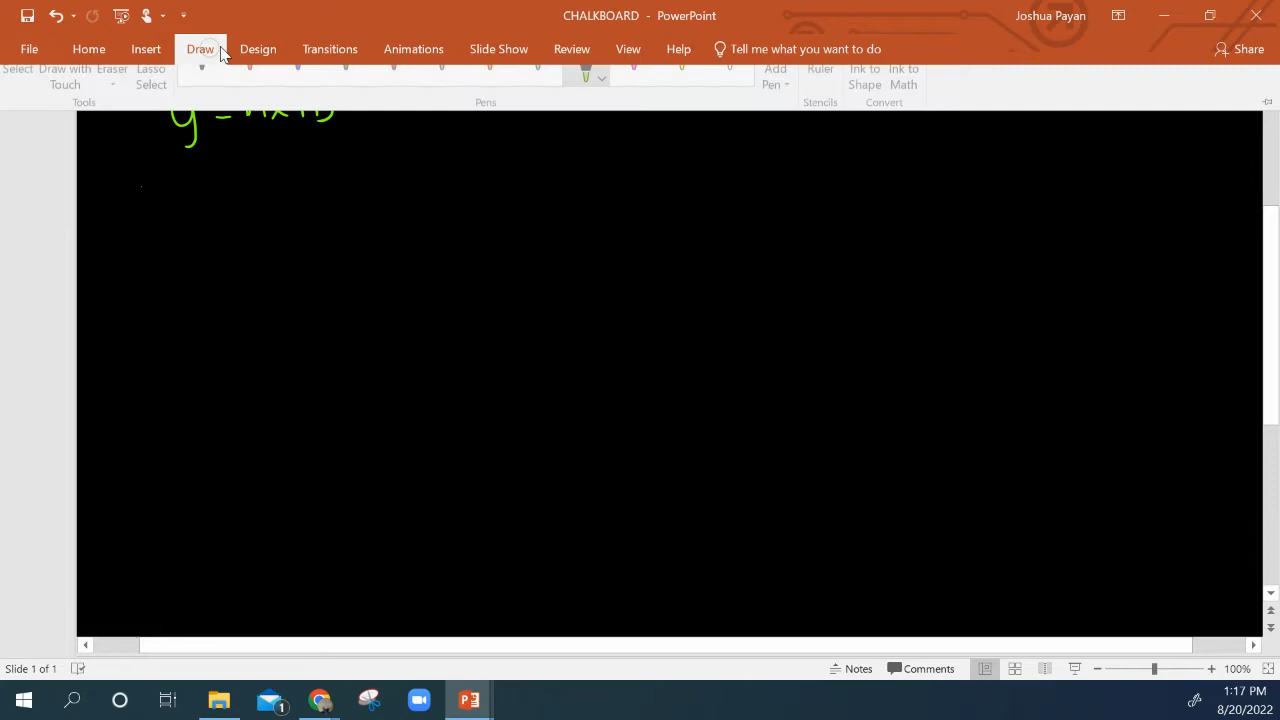 CHALKBOARD - PowerPoint
Joshua Payan
File Home Insert Draw Design Transitions Animations Slide Show Review View Help Tell me what you want to do Share
Select Draw with Touch Eraser Lasso Select Add Pen Ruler Ink to Shape Ink to Math
Tools Pens Stencils Convert
y =
Slide 1 of 1 Notes Comments 100%
1
1:17 PM
8/20/2022